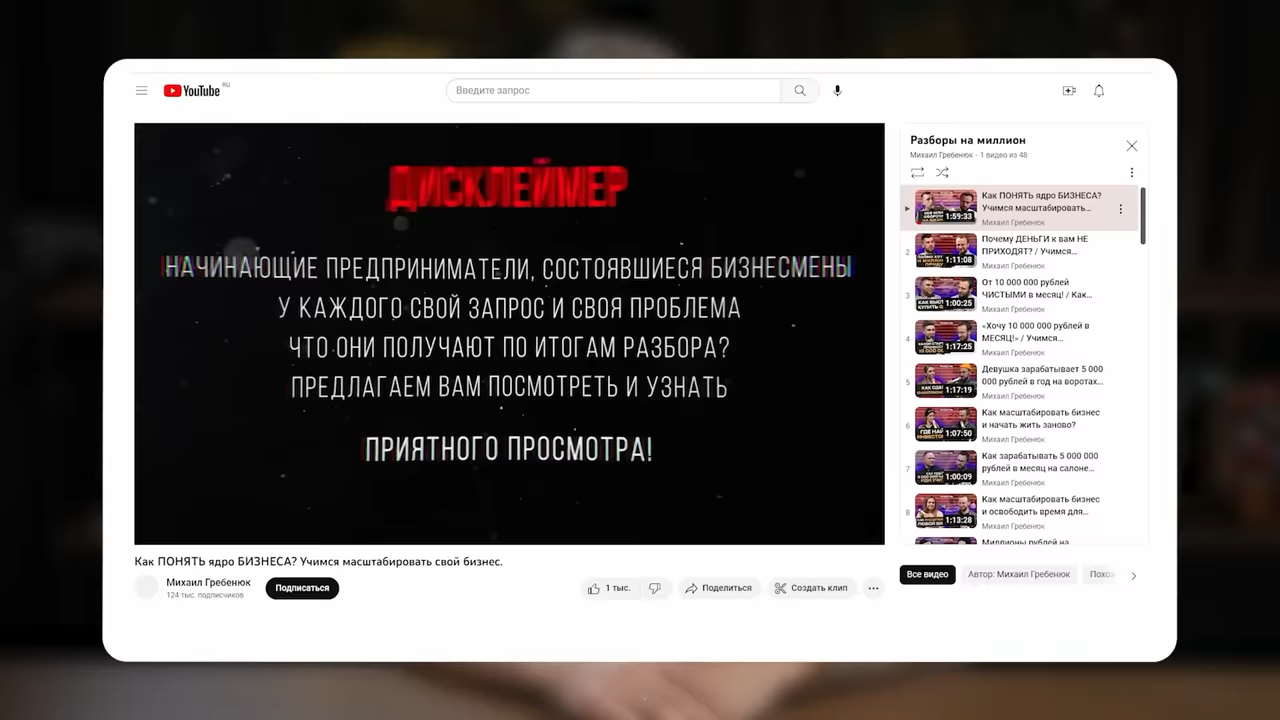 YouTube RU
Введите запрос
ДИСКЛЕЙМЕР
НАЧИНАЮЩИЕ ПРЕДПРИНИМАТЕЛИ, СОСТОЯВШИЕСЯ БИЗНЕСМЕНЫ
У КАЖДОГО СВОЙ ЗАПРОС И СВОЯ ПРОБЛЕМА
ЧТО ОНИ ПОЛУЧАЮТ ПО ИТОГАМ РАЗБОРА?
ПРЕДЛАГАЕМ ВАМ ПОСМОТРЕТЬ И УЗНАТЬ
ПРИЯТНОГО ПРОСМОТРА!
Как ПОНЯТЬ ядро БИЗНЕСА? Учимся масштабировать свой бизнес.
Михаил Гребенюк
124 тыс. подписчиков
Подписаться
1 тыс.
Поделиться
Создать клип
Разборы на миллион
Михаил Гребенюк - 1 видео из 48
Как ПОНЯТЬ ядро БИЗНЕСА?
Учимся масштабировать...
Михаил Гребенюк
1:59:33
2
Почему ДЕНЬГИ к вам НЕ
ПРИХОДЯТ? / Учимся...
Михаил Гребенюк
1:11:08
3
От 10 000 000 рублей
ЧИСТЫМИ в месяц! / Как...
Михаил Гребенюк
1:00:25
4
«Хочу 10 000 000 рублей в
МЕСЯЦ!» / Учимся...
Михаил Гребенюк
1:17:25
5
Девушка зарабатывает 5 000
000 рублей в год на воротах...
Михаил Гребенюк
1:17:19
6
Как масштабировать бизнес
и начать жить заново?
Михаил Гребенюк
1:07:50
7
Как зарабатывать 5 000 000
рублей в месяц на салоне...
Михаил Гребенюк
1:00:09
8
Как масштабировать бизнес
и освободить время для...
Михаил Гребенюк
1:13:28
Миллионы рублей на
Все видео
Автор: Михаил Гребенюк
Похо